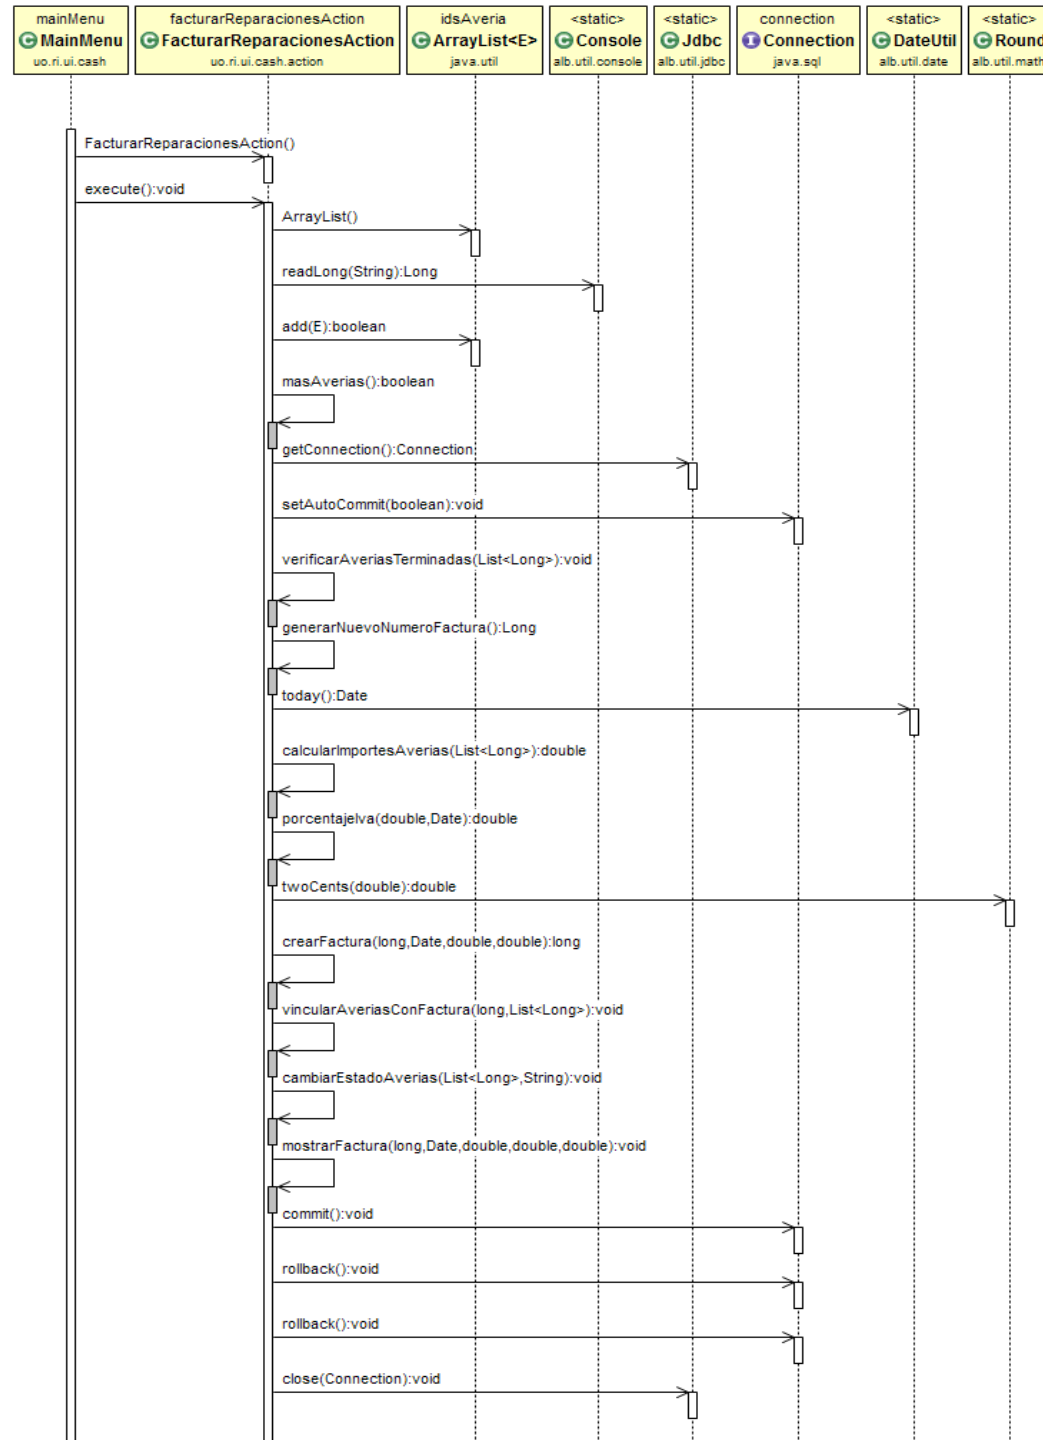 mainMenu
MainMenu
uo.ri.ui.cash
facturarReparacionesAction
FacturarReparacionesAction
uo.ri.ui.cash.action
idsAveria
ArrayList<E>
java.util
<static>
Console
alb.util.console
<static>
Jdbc
alb.util.jdbc
connection
Connection
java.sql
<static>
DateUtil
alb.util.date
<static>
Round
alb.util.math
FacturarReparacionesAction()
execute():void
ArrayList()
readLong(String):Long
add(E):boolean
masAverias():boolean
getConnection():Connection
setAutoCommit(boolean):void
verificarAveriasTerminadas(List<Long>):void
generarNuevoNumeroFactura():Long
today():Date
calcularImportesAverias(List<Long>):double
porcentajeIva(double,Date):double
twoCents(double):double
crearFactura(long,Date,double,double):long
vincularAveriasConFactura(long,List<Long>):void
cambiarEstadoAverias(List<Long>,String):void
mostrarFactura(long,Date,double,double,double):void
commit():void
rollback():void
rollback():void
close(Connection):void